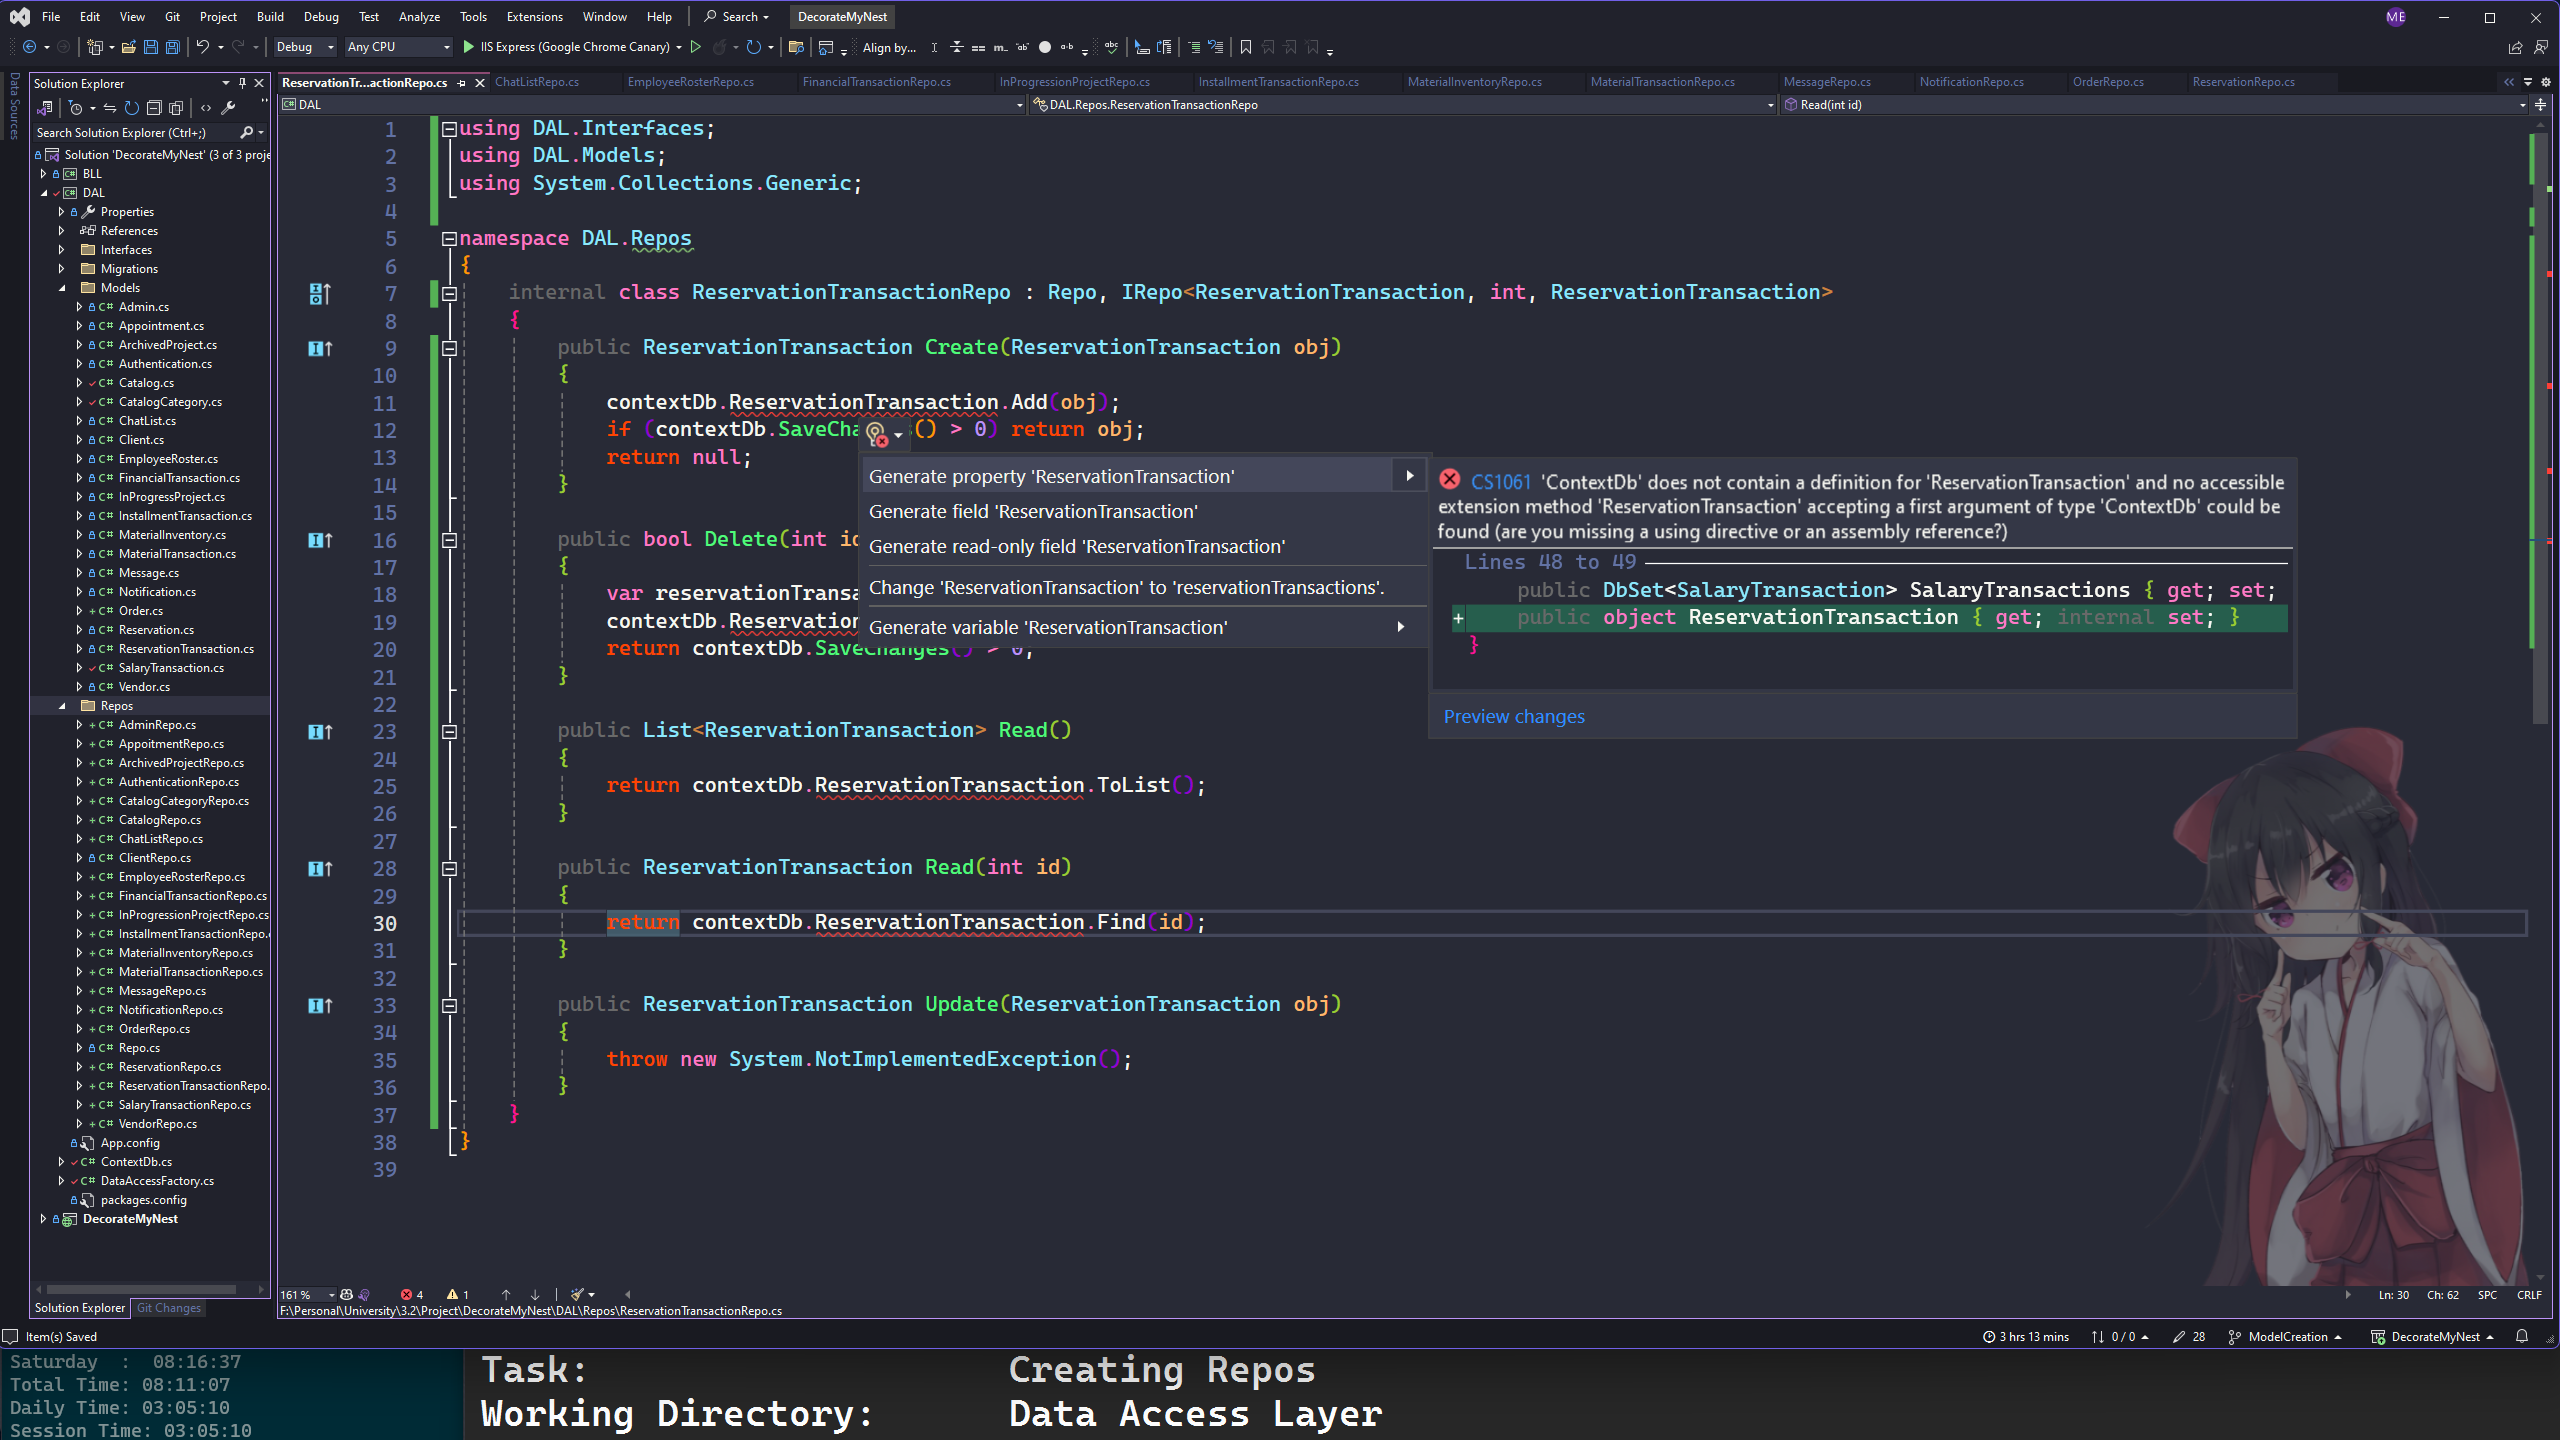 File Edit View Git Project Build Debug Test Analyze Tools Extensions Window Help Search DecorateMyNest ME
Debug Any CPU IIS Express (Google Chrome Canary) Align by...
Data Sources
Solution Explorer
Search Solution Explorer (Ctrl+;)
Solution 'DecorateMyNest' (3 of 3 proje
BLL
DAL
Properties
References
Interfaces
Migrations
Models
Admin.cs
Appointment.cs
ArchivedProject.cs
Authentication.cs
Catalog.cs
CatalogCategory.cs
ChatList.cs
Client.cs
EmployeeRoster.cs
FinancialTransaction.cs
InProgressProject.cs
InstallmentTransaction.cs
MaterialInventory.cs
MaterialTransaction.cs
Message.cs
Notification.cs
Order.cs
Reservation.cs
ReservationTransaction.cs
SalaryTransaction.cs
Vendor.cs
Repos
AdminRepo.cs
AppoitmentRepo.cs
ArchivedProjectRepo.cs
AuthenticationRepo.cs
CatalogCategoryRepo.cs
CatalogRepo.cs
ChatListRepo.cs
ClientRepo.cs
EmployeeRosterRepo.cs
FinancialTransactionRepo.cs
InProgressionProjectRepo.cs
InstallmentTransactionRepo.
MaterialInventoryRepo.cs
MaterialTransactionRepo.cs
MessageRepo.cs
NotificationRepo.cs
OrderRepo.cs
Repo.cs
ReservationRepo.cs
ReservationTransactionRepo.
SalaryTransactionRepo.cs
VendorRepo.cs
App.config
ContextDb.cs
DataAccessFactory.cs
packages.config
DecorateMyNest
Solution Explorer Git Changes
ReservationTr...actionRepo.cs ChatListRepo.cs EmployeeRosterRepo.cs FinancialTransactionRepo.cs InProgressionProjectRepo.cs InstallmentTransactionRepo.cs MaterialInventoryRepo.cs MaterialTransactionRepo.cs MessageRepo.cs NotificationRepo.cs OrderRepo.cs ReservationRepo.cs
DAL DAL.Repos.ReservationTransactionRepo Read(int id)
1 using DAL.Interfaces;
2 using DAL.Models;
3 using System.Collections.Generic;
4
5 namespace DAL.Repos
6 {
7 internal class ReservationTransactionRepo : Repo, IRepo<ReservationTransaction, int, ReservationTransaction>
8 {
9 public ReservationTransaction Create(ReservationTransaction obj)
10 {
11 contextDb.ReservationTransaction.Add(obj);
12 if (contextDb.SaveCha s() > 0) return obj;
13 return null;
14 }
15
16 public bool Delete(int id
17 {
18 var reservationTransa
19 contextDb.Reservation
20 return contextDb.SaveChanges() > 0;
21 }
22
23 public List<ReservationTransaction> Read()
24 {
25 return contextDb.ReservationTransaction.ToList();
26 }
27
28 public ReservationTransaction Read(int id)
29 {
30 return contextDb.ReservationTransaction.Find(id);
31 }
32
33 public ReservationTransaction Update(ReservationTransaction obj)
34 {
35 throw new System.NotImplementedException();
36 }
37 }
38 }
39
Generate property 'ReservationTransaction'
Generate field 'ReservationTransaction'
Generate read-only field 'ReservationTransaction'
Change 'ReservationTransaction' to 'reservationTransactions'.
Generate variable 'ReservationTransaction'
CS1061 'ContextDb' does not contain a definition for 'ReservationTransaction' and no accessible
extension method 'ReservationTransaction' accepting a first argument of type 'ContextDb' could be
found (are you missing a using directive or an assembly reference?)
Lines 48 to 49
public DbSet<SalaryTransaction> SalaryTransactions { get; set;
+ public object ReservationTransaction { get; internal set; }
}
Preview changes
161 % 4 1 Ln: 30 Ch: 62 SPC CRLF
F:\Personal\University\3.2\Project\DecorateMyNest\DAL\Repos\ReservationTransactionRepo.cs
Item(s) Saved 3 hrs 13 mins 0 / 0 28 ModelCreation DecorateMyNest
Saturday : 08:16:37
Total Time: 08:11:07
Daily Time: 03:05:10
Session Time: 03:05:10
Task: Creating Repos
Working Directory: Data Access Layer